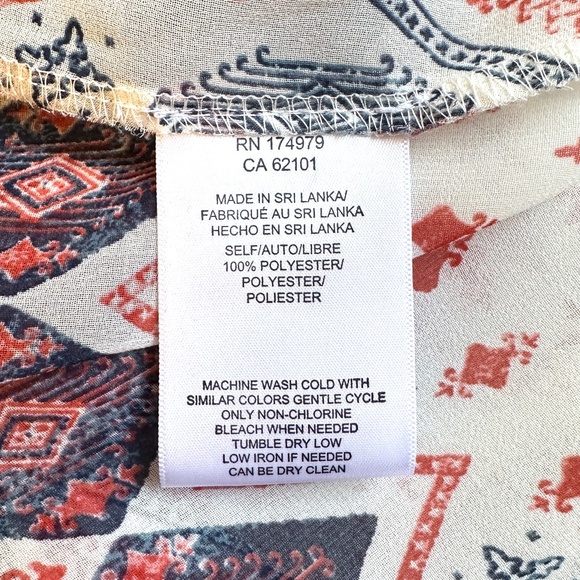 RN 174979
CA 62101
MADE IN SRI LANKA/
FABRIQUÉ AU SRI LANKA
HECHO EN SRI LANKA
SELF/AUTO/LIBRE
100% POLYESTER/
POLYESTER/
POLIESTER
MACHINE WASH COLD WITH
SIMILAR COLORS GENTLE CYCLE
ONLY NON-CHLORINE
BLEACH WHEN NEEDED
TUMBLE DRY LOW
LOW IRON IF NEEDED
CAN BE DRY CLEAN